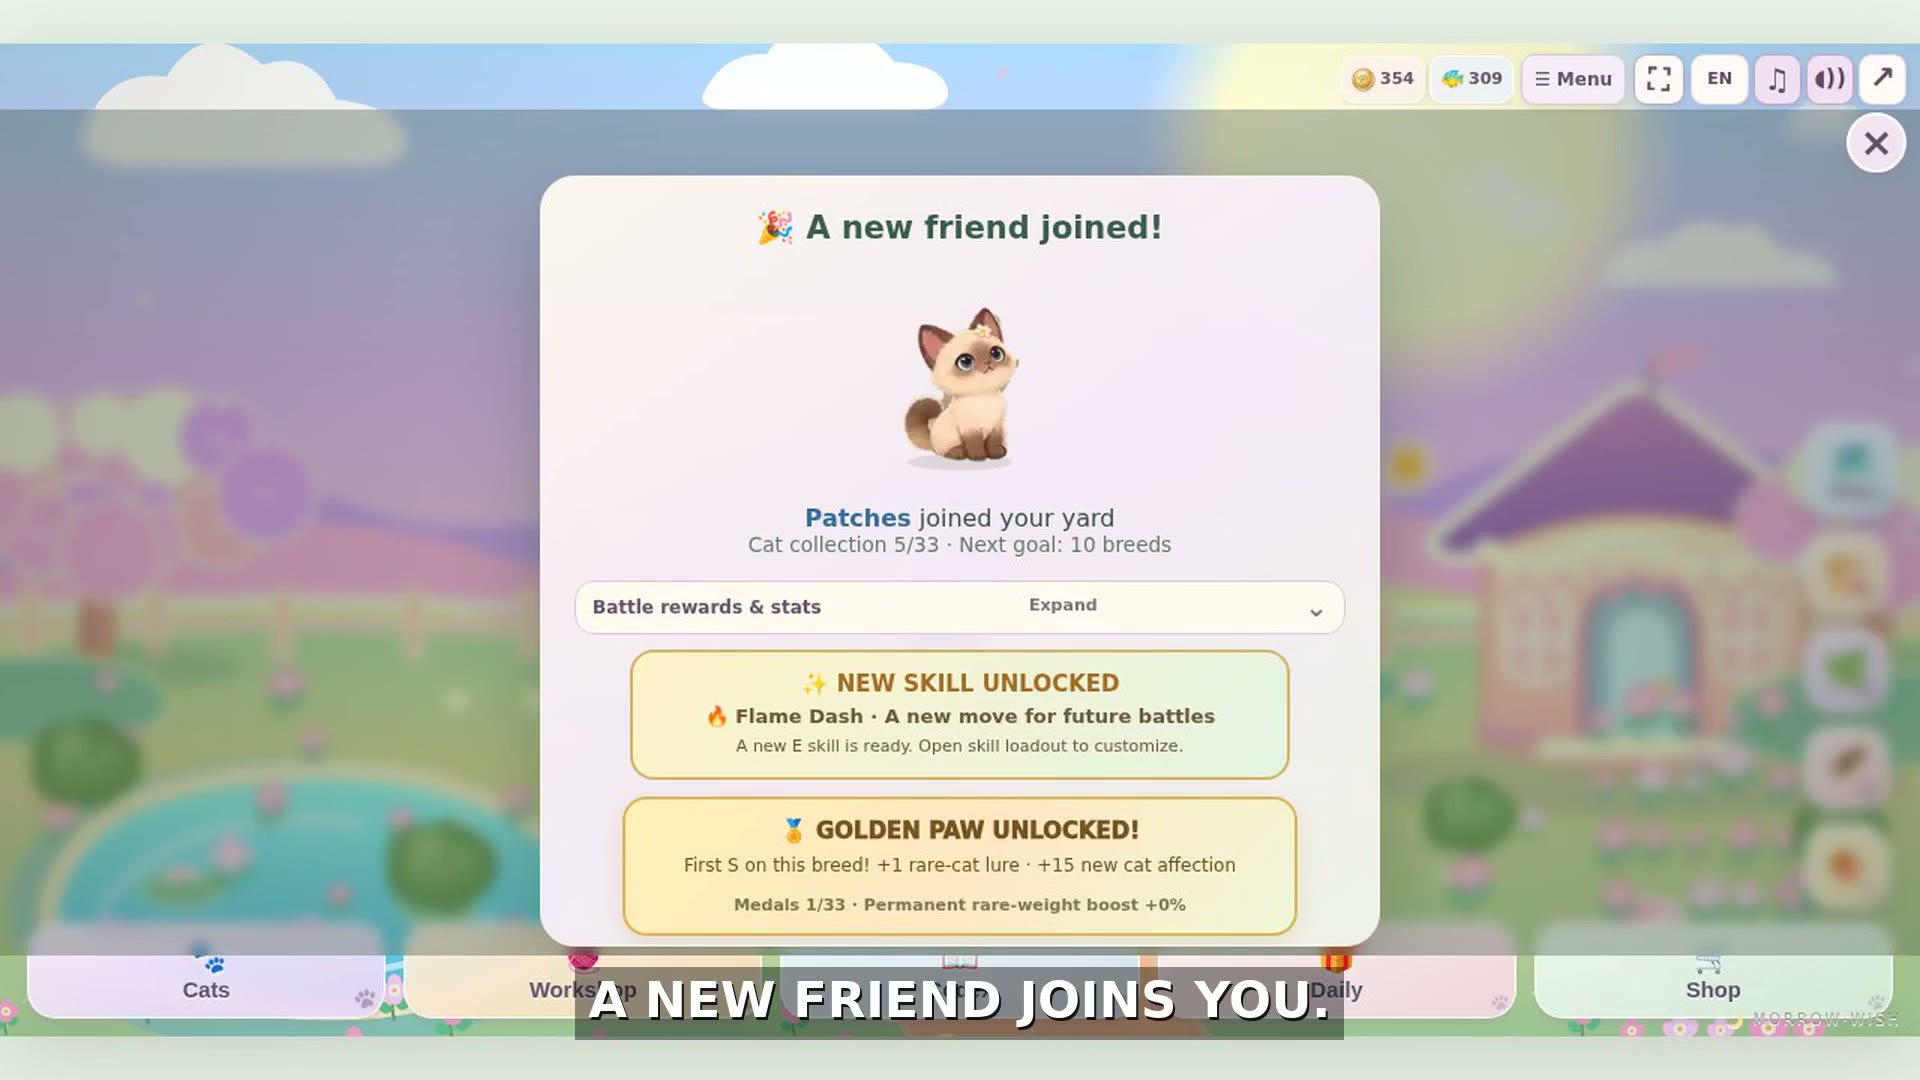 354
309
☰ Menu
EN
🎉 A new friend joined!
Patches joined your yard
Cat collection 5/33 · Next goal: 10 breeds
Battle rewards & stats
Expand
✨ NEW SKILL UNLOCKED
🔥 Flame Dash · A new move for future battles
A new E skill is ready. Open skill loadout to customize.
🏅 GOLDEN PAW UNLOCKED!
First S on this breed! +1 rare-cat lure · +15 new cat affection
Medals 1/33 · Permanent rare-weight boost +0%
Cats
Workshop
Daily
Shop
A NEW FRIEND JOINS YOU.
MORROW-WISH